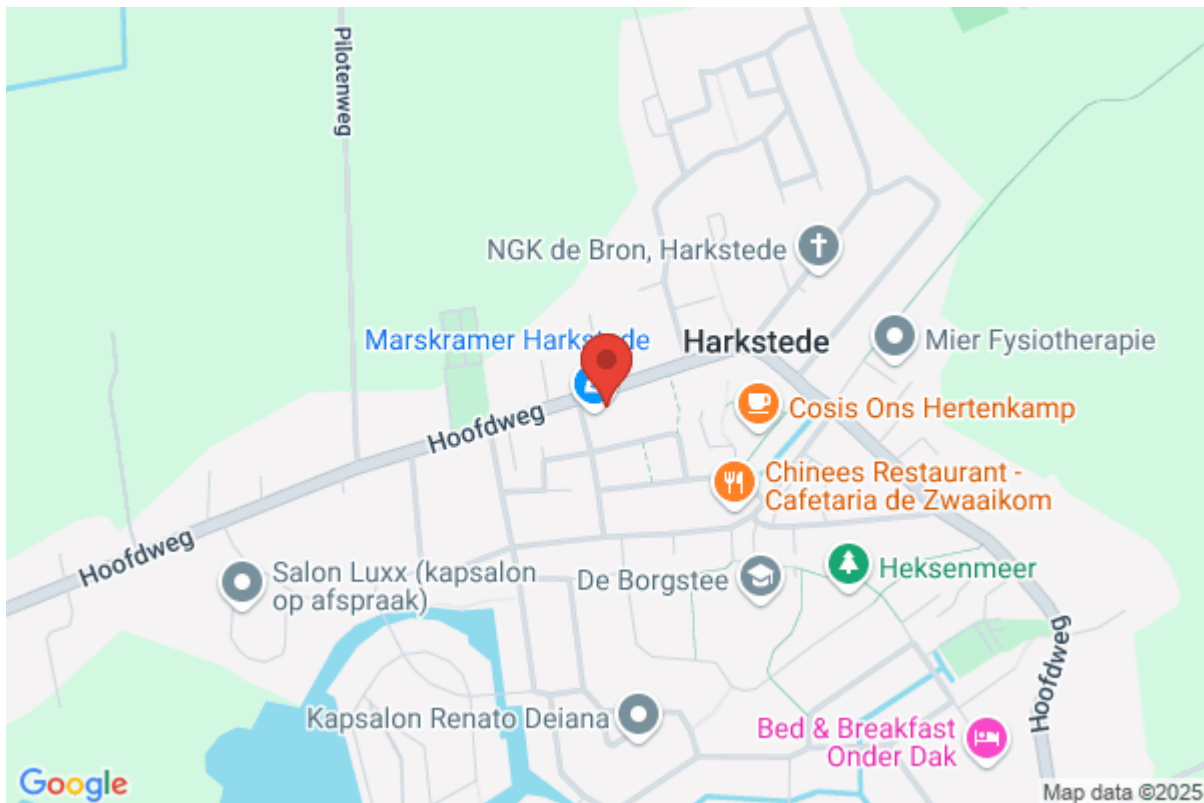 Pilotenweg
NGK de Bron, Harkstede
Marskramer Harkstede
Harkstede
Mier Fysiotherapie
Cosis Ons Hertenkamp
Hoofdweg
Chinees Restaurant -
Cafetaria de Zwaaikom
Hoofdweg
Salon Luxx (kapsalon
op afspraak)
De Borgstee
Heksenmeer
Hoofdweg
Kapsalon Renato Deiana
Bed & Breakfast
Onder Dak
Google
Map data ©2025